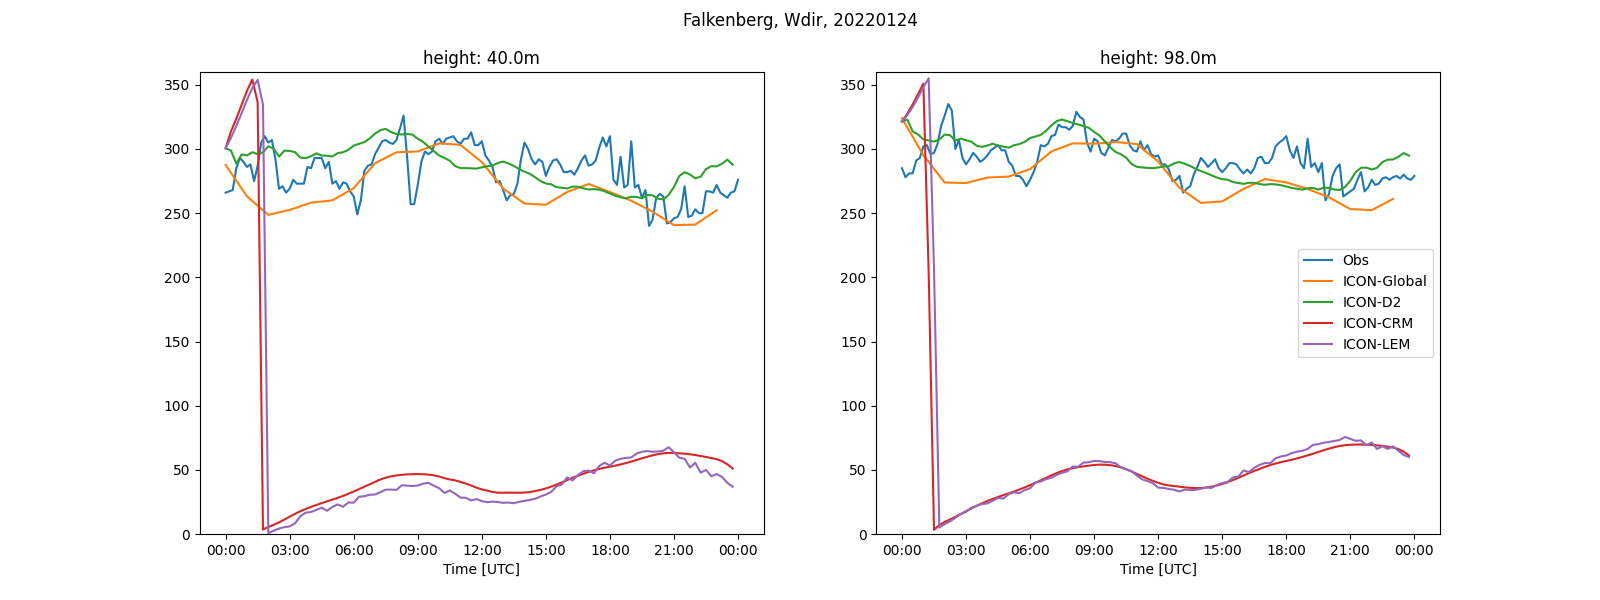 Falkenberg, Wdir, 20220124
height: 40.0m
350
300
250
200
150
100
50
0
00:00 03:00 06:00 09:00 12:00 15:00 18:00 21:00 00:00
Time [UTC]
height: 98.0m
350
300
250
200
150
100
50
0
00:00 03:00 06:00 09:00 12:00 15:00 18:00 21:00 00:00
Time [UTC]
Obs
ICON-Global
ICON-D2
ICON-CRM
ICON-LEM